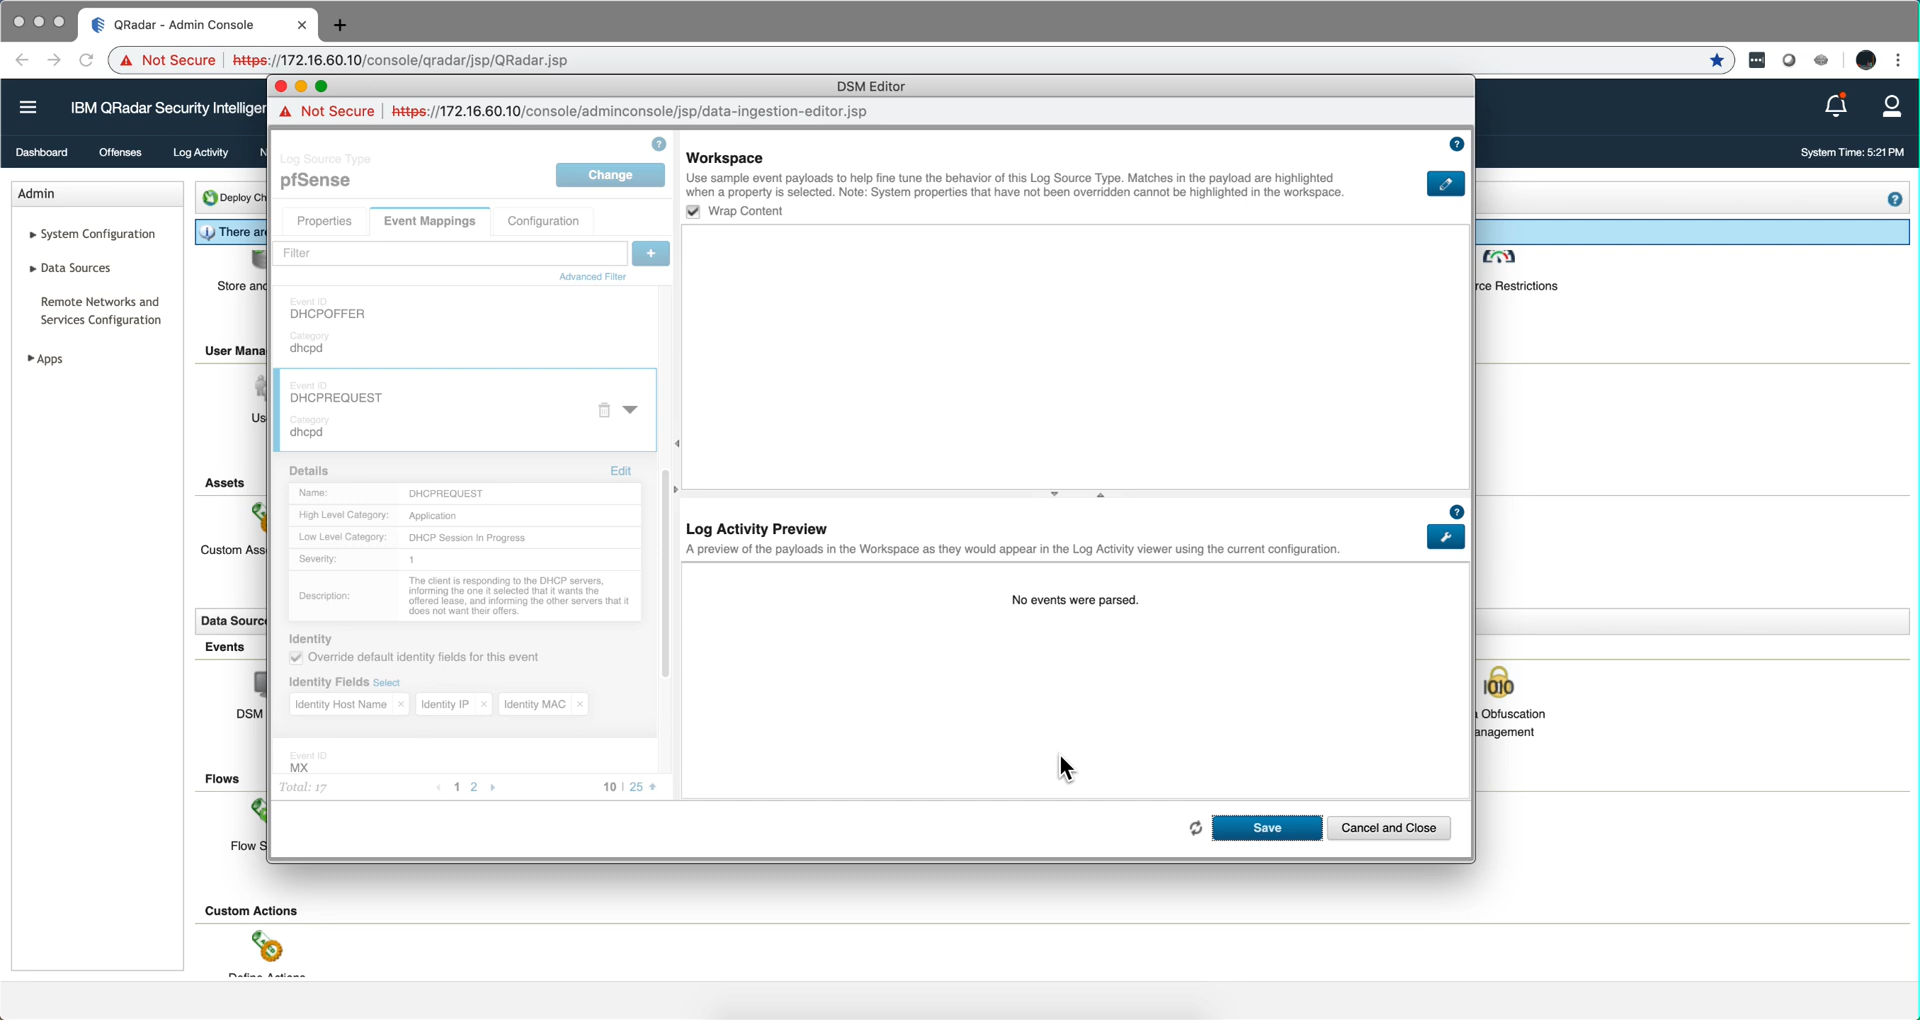 QRadar - Admin Console
Not Secure https://172.16.60.10/console/qradar/jsp/QRadar.jsp
DSM Editor
IBM QRadar Security Intelliger
Not Secure https://172.16.60.10/console/adminconsole/jsp/data-ingestion-editor.jsp
Dashboard Offenses Log Activity N
System Time: 5:21 PM
Admin
System Configuration
Data Sources
Remote Networks and
Services Configuration
Apps
Deploy Ch
There are
Store and
rce Restrictions
User Mana
Us
Assets
Custom Ass
Data Source
Events
DSM
Obfuscation
anagement
Flows
Flow S
Custom Actions
Define Actions
Log Source Type
pfSense
Change
Properties Event Mappings Configuration
Filter
+
Advanced Filter
Event ID
DHCPOFFER
Category
dhcpd
Event ID
DHCPREQUEST
Category
dhcpd
Details Edit
Name: DHCPREQUEST
High Level Category: Application
Low Level Category: DHCP Session In Progress
Severity: 1
Description: The client is responding to the DHCP servers,
informing the one it selected that it wants the
offered lease, and informing the other servers that it
does not want their offers.
Identity
Override default identity fields for this event
Identity Fields Select
Identity Host Name × Identity IP × Identity MAC ×
Event ID
MX
Total: 17 1 2 10 | 25
Workspace
Use sample event payloads to help fine tune the behavior of this Log Source Type. Matches in the payload are highlighted
when a property is selected. Note: System properties that have not been overridden cannot be highlighted in the workspace.
Wrap Content
Log Activity Preview
A preview of the payloads in the Workspace as they would appear in the Log Activity viewer using the current configuration.
No events were parsed.
Save Cancel and Close